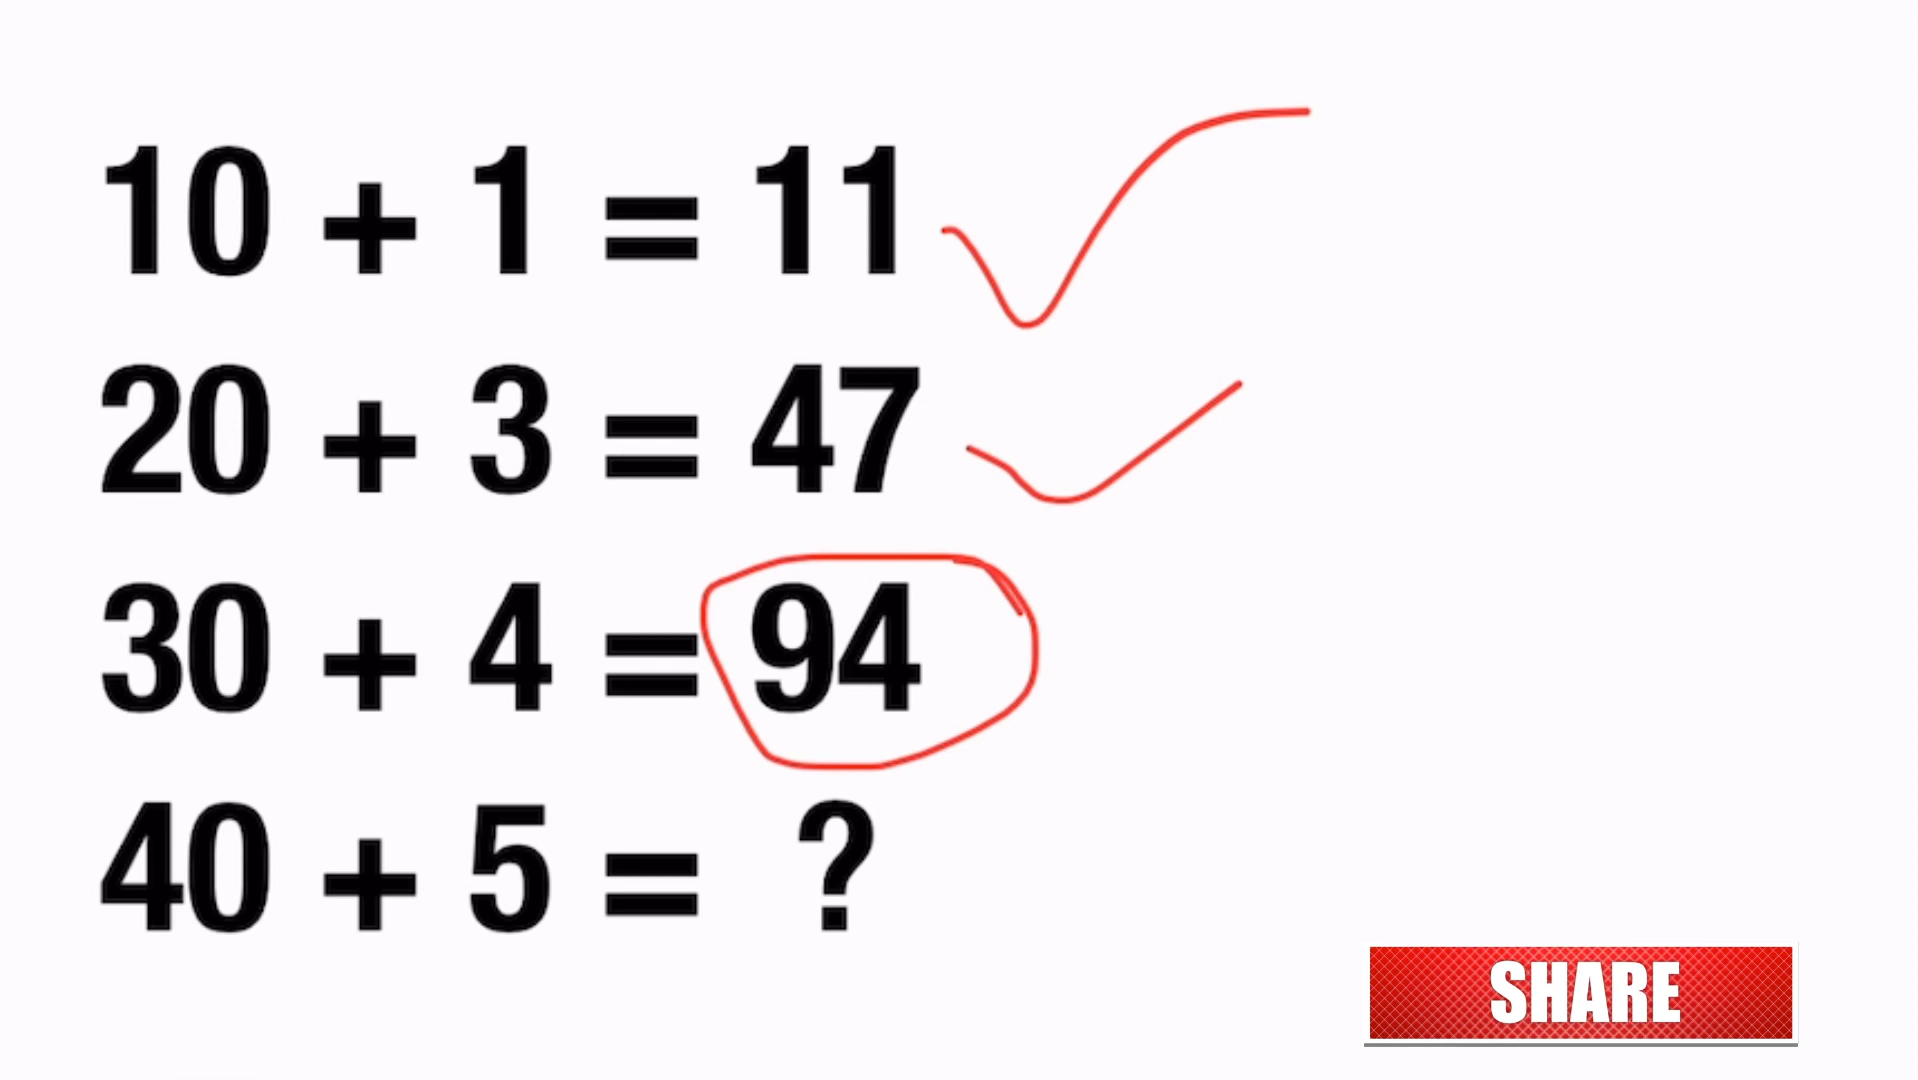 10 + 1 = 11
20 + 3 = 47
30 + 4 = 94
40 + 5 = ?
SHARE